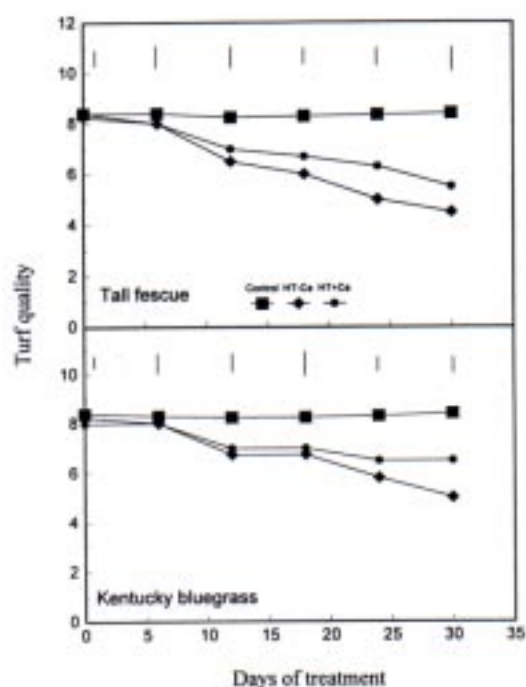 12
10
8
6
4
2
0
Turf quality
Tall fescue
Control HT-Ca HT+Ca
10
8
6
4
2
0
Kentucky bluegrass
0 5 10 15 20 25 30 35
Days of treatment